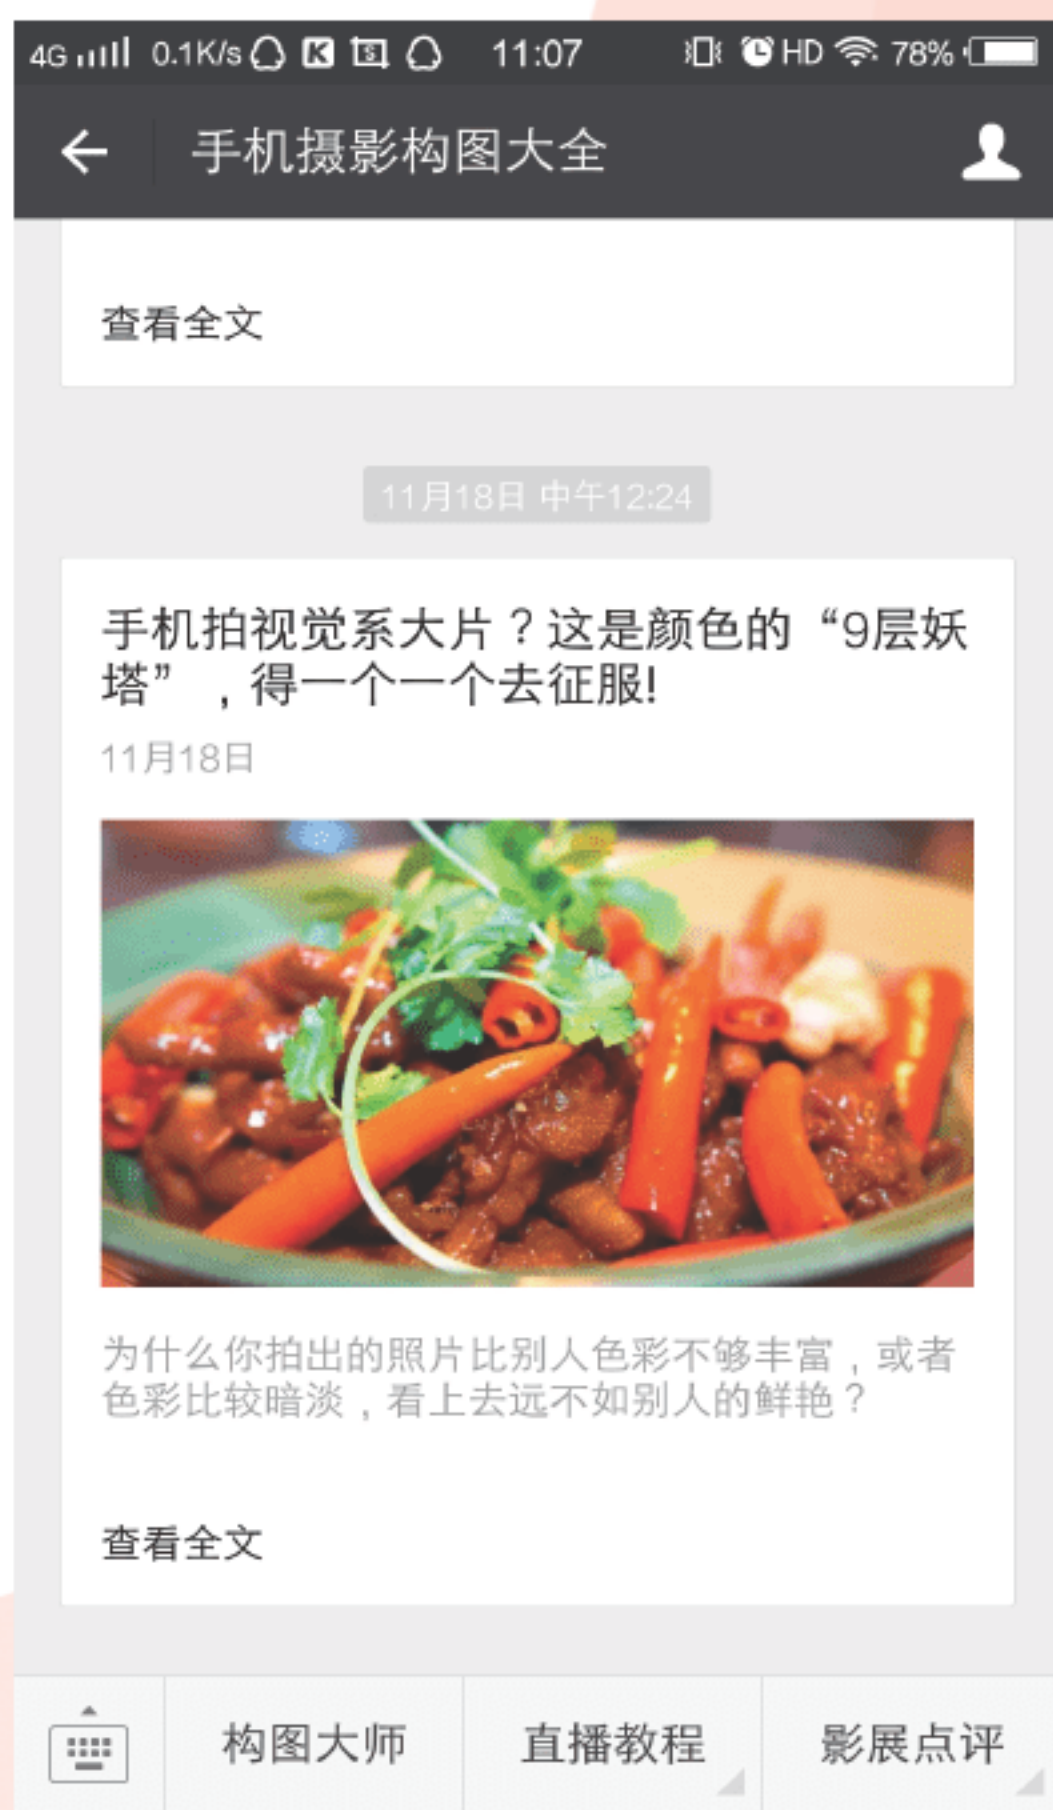 4G 0.1K/s 11:07 HD 78%
手机摄影构图大全
查看全文
11月18日 中午12:24
手机拍视觉系大片？这是颜色的“9层妖
塔”，得一个一个去征服!
11月18日
为什么你拍出的照片比别人色彩不够丰富，或者
色彩比较暗淡，看上去远不如别人的鲜艳？
查看全文
构图大师 直播教程 影展点评